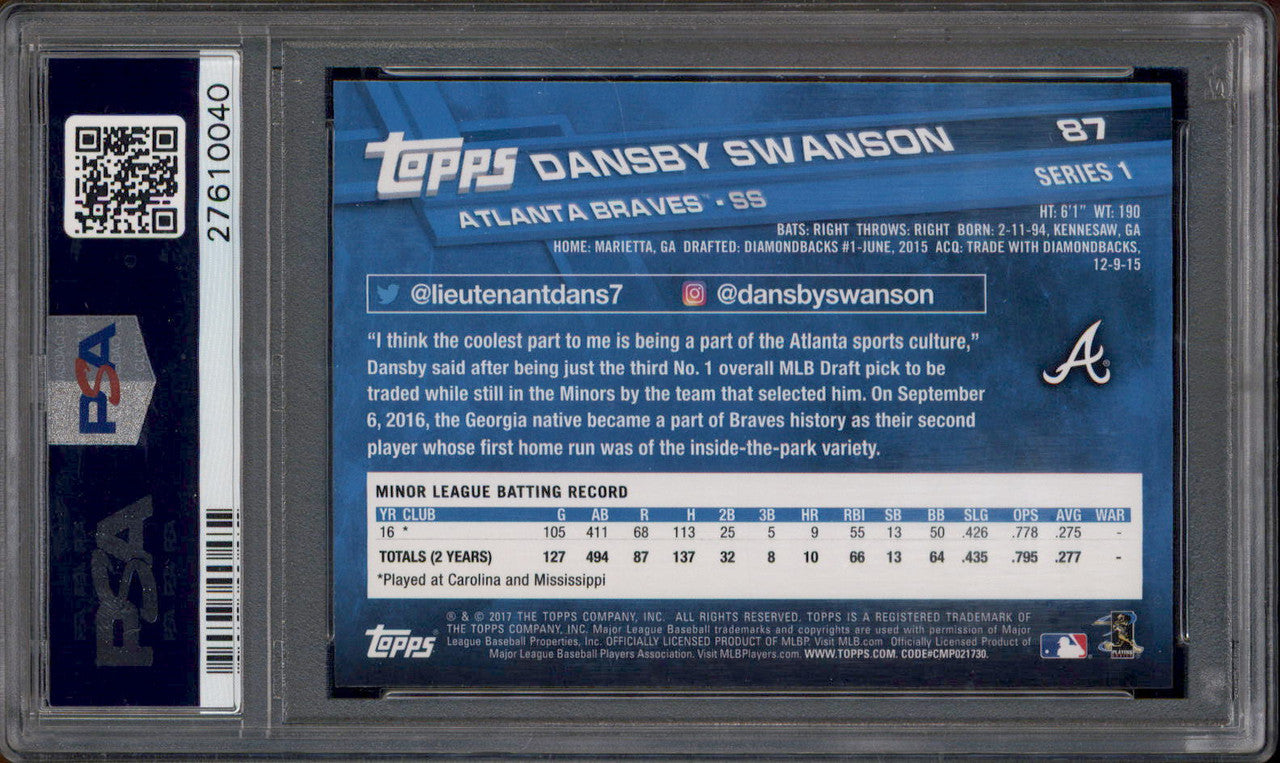 27610040
PSA
PSA
TOPPS DANSBY SWANSON 87
ATLANTA BRAVES™ • SS SERIES 1
HT: 6'1" WT: 190
BATS: RIGHT THROWS: RIGHT BORN: 2-11-94, KENNESAW, GA
HOME: MARIETTA, GA DRAFTED: DIAMONDBACKS #1-JUNE, 2015 ACQ: TRADE WITH DIAMONDBACKS,
12-9-15
@lieutenantdans7 @dansbyswanson
“I think the coolest part to me is being a part of the Atlanta sports culture,”
Dansby said after being just the third No. 1 overall MLB Draft pick to be
traded while still in the Minors by the team that selected him. On September
6, 2016, the Georgia native became a part of Braves history as their second
player whose first home run was of the inside-the-park variety.
A
MINOR LEAGUE BATTING RECORD
YR CLUB G AB R H 2B 3B HR RBI SB BB SLG OPS AVG WAR
16 * 105 411 68 113 25 5 9 55 13 50 .426 .778 .275 -
TOTALS (2 YEARS) 127 494 87 137 32 8 10 66 13 64 .435 .795 .277 -
*Played at Carolina and Mississippi
TOPPS
® & © 2017 THE TOPPS COMPANY, INC. ALL RIGHTS RESERVED. TOPPS IS A REGISTERED TRADEMARK OF
THE TOPPS COMPANY, INC. Major League Baseball trademarks and copyrights are used with permission of Major
League Baseball Properties, Inc. OFFICIALLY LICENSED PRODUCT OF MLBP. Visit MLB.com Officially Licensed Product of
Major League Baseball Players Association. Visit MLBPlayers.com. WWW.TOPPS.COM. CODE#CMP021730.
PLAYERS